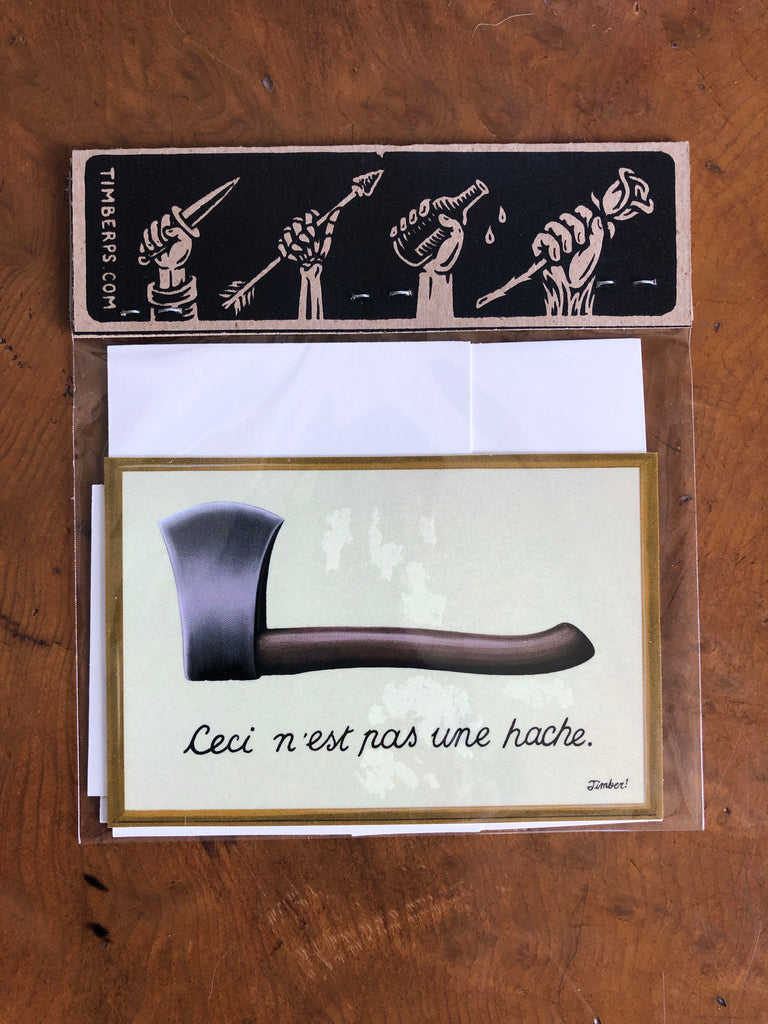 TIMBERPS.COM
Ceci n'est pas une hache.
Timber!